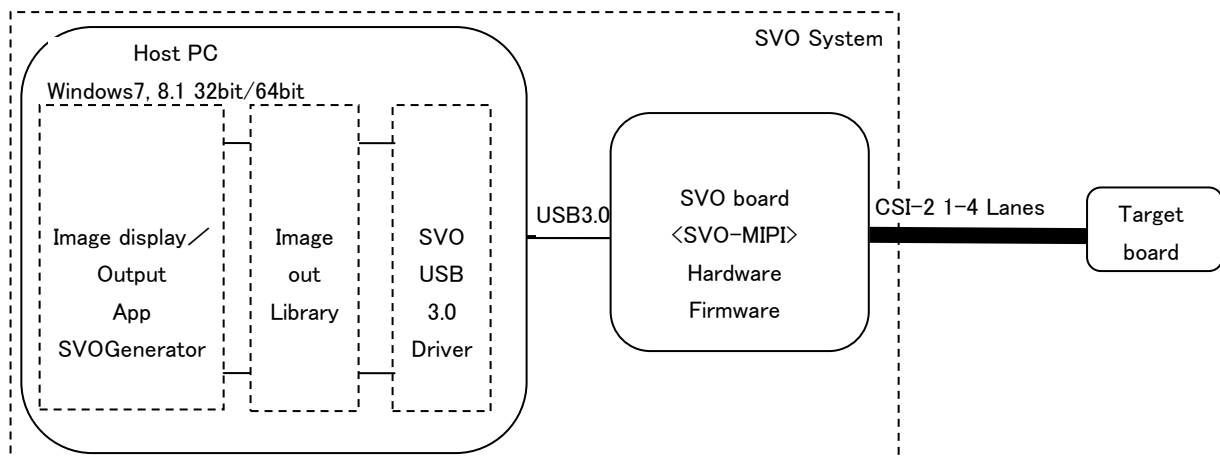 SVO System
Host PC
Windows7, 8.1 32bit/64bit
Image display／
Output
App
SVOGenerator
Image
out
Library
SVO
USB
3.0
Driver
USB3.0
SVO board
<SVO-MIPI>
Hardware
Firmware
CSI-2 1-4 Lanes
Target
board